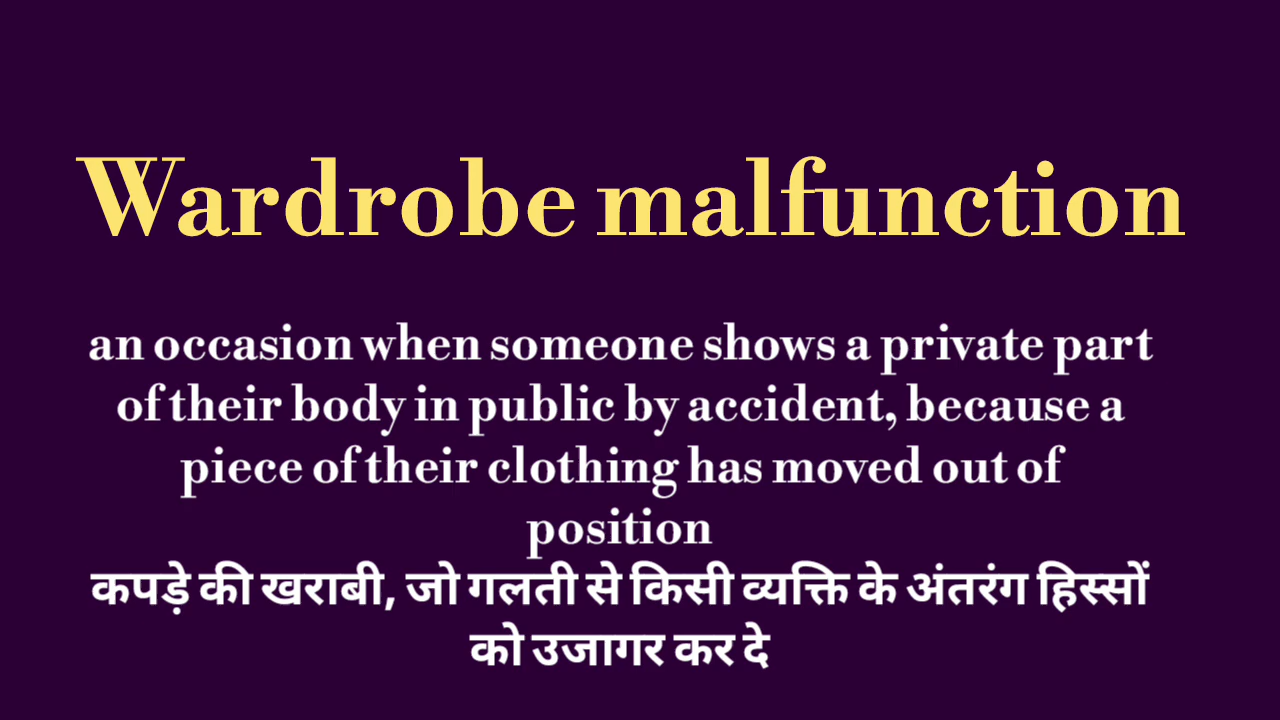 Wardrobe malfunction
an occasion when someone shows a private part
of their body in public by accident, because a
piece of their clothing has moved out of
position
कपड़े की खराबी, जो गलती से किसी व्यक्ति के अंतरंग हिस्सों
को उजागर कर दे